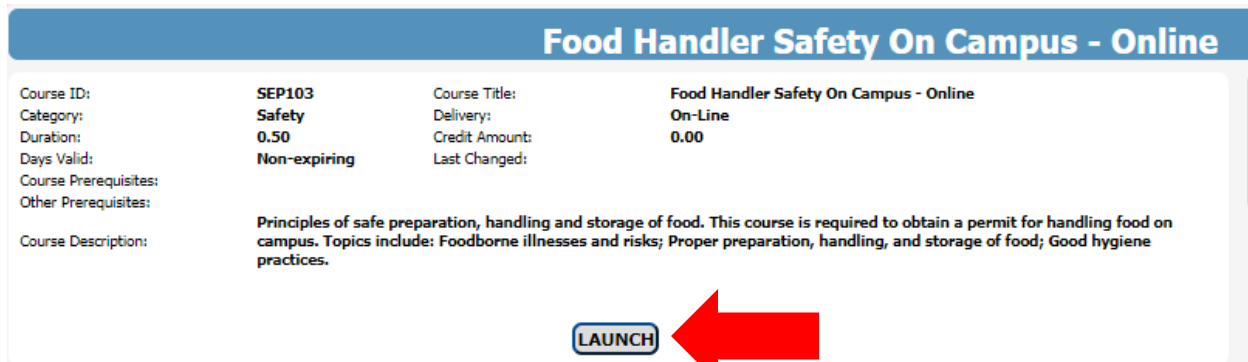 Food Handler Safety On Campus - Online
Course ID: SEP103 Course Title: Food Handler Safety On Campus - Online
Category: Safety Delivery: On-Line
Duration: 0.50 Credit Amount: 0.00
Days Valid: Non-expiring Last Changed:
Course Prerequisites:
Other Prerequisites:
Course Description: Principles of safe preparation, handling and storage of food. This course is required to obtain a permit for handling food on
campus. Topics include: Foodborne illnesses and risks; Proper preparation, handling, and storage of food; Good hygiene
practices.
LAUNCH